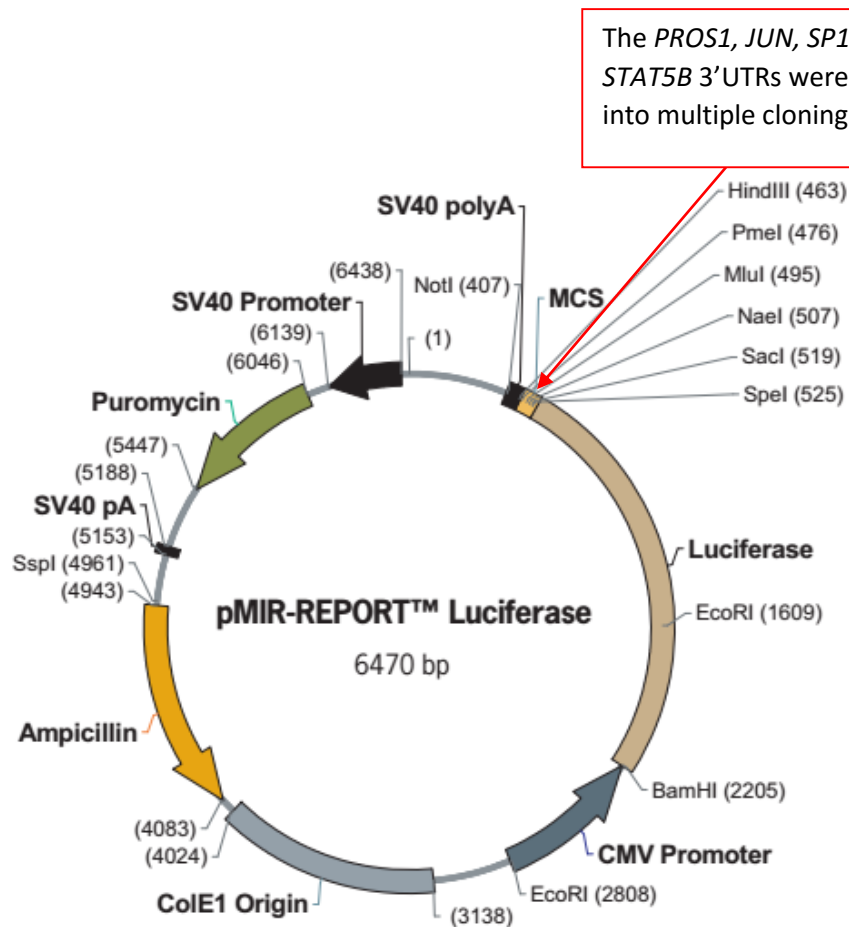 The PROS1, JUN, SP1
STAT5B 3’UTRs were
into multiple cloning
HindIII (463)
SV40 polyA
PmeI (476)
(6438)
NotI (407)
MCS
MluI (495)
SV40 Promoter
NaeI (507)
(6139)
(1)
SacI (519)
(6046)
SpeI (525)
Puromycin
(5447)
(5188)
SV40 pA
(5153)
Luciferase
SspI (4961)
(4943)
pMIR-REPORT™ Luciferase
EcoRI (1609)
6470 bp
Ampicillin
BamHI (2205)
(4083)
(4024)
CMV Promoter
ColE1 Origin
EcoRI (2808)
(3138)